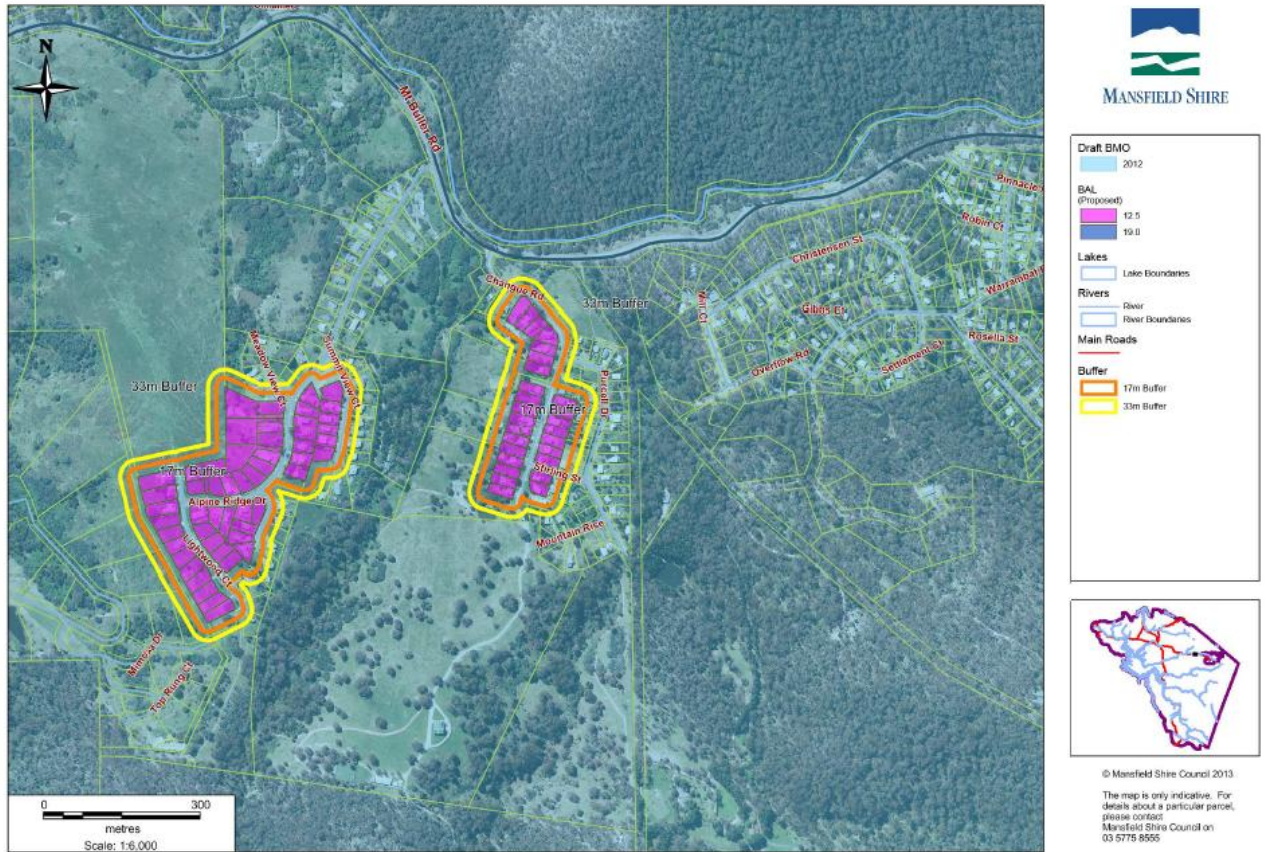 N
Mt Buller Rd
Pinnacle
Robin Ct
Christensen St
Warrambat
Changue Rd
33m Buffer
Gibbs Ct
Rosella St
Settlement St
Overflow Rd
Meadow View Ct
Summit View Ct
Purcell Dr
33m Buffer
17m Buffer
17m Buffer
Stirling St
Alpine Ridge Dr
Mountain Rise
Lightwood Ct
Mimosa Dr
Top Rung Ct
0 300
metres
Scale: 1:6,000
MANSFIELD SHIRE
Draft BMO
2012
BAL
(Proposed)
12.5
19.0
Lakes
Lake Boundaries
Rivers
River
River Boundaries
Main Roads
Buffer
17m Buffer
33m Buffer
© Mansfield Shire Council 2013
The map is only indicative. For
details about a particular parcel,
please contact
Mansfield Shire Council on
03 5775 8555